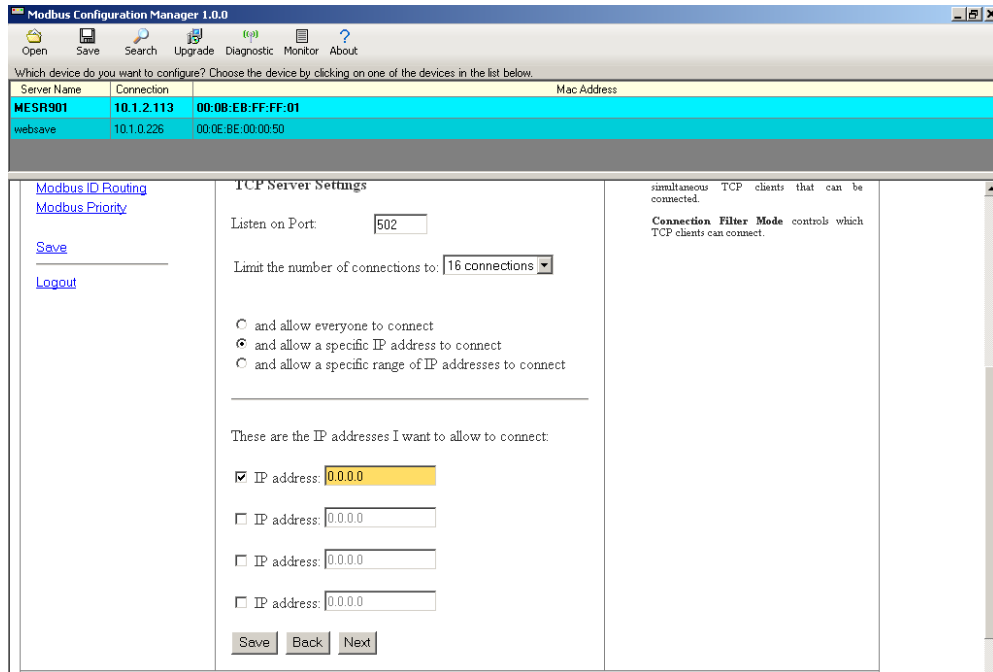 Modbus Configuration Manager 1.0.0
Open Save Search Upgrade Diagnostic Monitor About
Which device do you want to configure? Choose the device by clicking on one of the devices in the list below.
Server Name Connection Mac Address
MESR901 10.1.2.113 00:0B:EB:FF:FF:01
websave 10.1.0.226 00:0E:BE:00:00:50
Modbus ID Routing
Modbus Priority
Save
Logout
TCP Server Settings
Listen on Port: 502
Limit the number of connections to: 16 connections
and allow everyone to connect
and allow a specific IP address to connect
and allow a specific range of IP addresses to connect
These are the IP addresses I want to allow to connect:
IP address: 0.0.0.0
IP address: 0.0.0.0
IP address: 0.0.0.0
IP address: 0.0.0.0
Save Back Next
simultaneous TCP clients that can be
connected.
Connection Filter Mode controls which
TCP clients can connect.